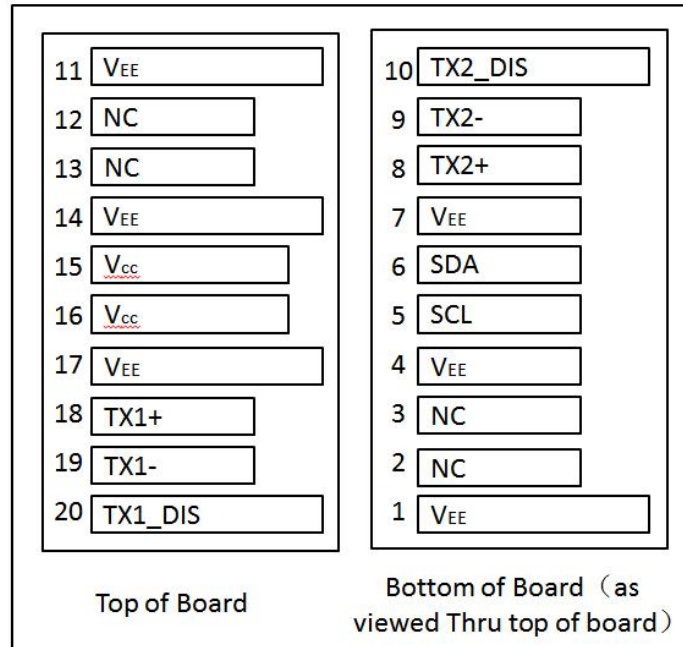 11 VEE
12 NC
13 NC
14 VEE
15 Vcc
16 Vcc
17 VEE
18 TX1+
19 TX1-
20 TX1_DIS
Top of Board
10 TX2_DIS
9 TX2-
8 TX2+
7 VEE
6 SDA
5 SCL
4 VEE
3 NC
2 NC
1 VEE
Bottom of Board（as
viewed Thru top of board）